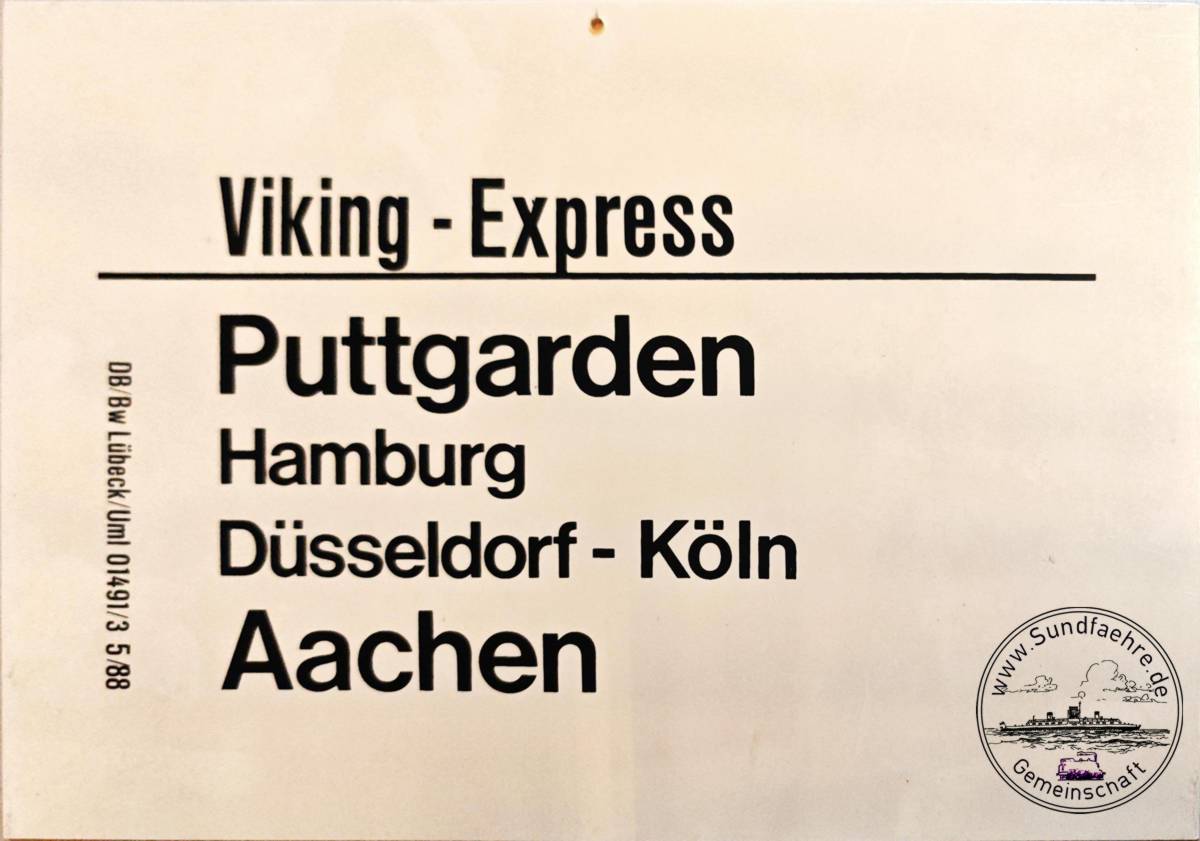 Viking - Express
Puttgarden
Hamburg
Düsseldorf - Köln
Aachen
DB/Bw Lübeck/Uml 01491/3 5/88
www.Sundfaehre.de
Gemeinschaft